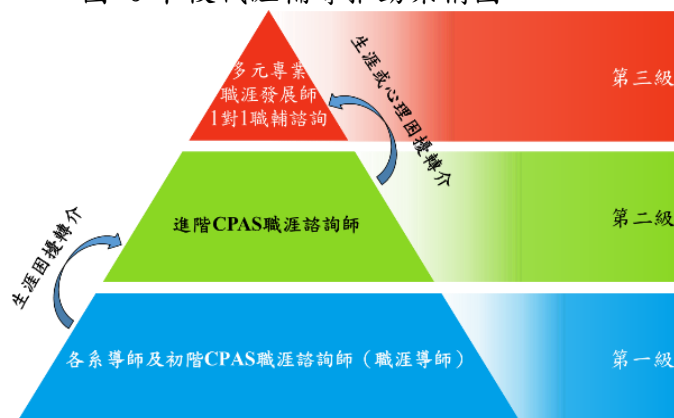 多元專業
職涯發展師
1對1職輔諮詢
第三級
生涯或心理困擾轉介
進階CPAS職涯諮詢師
第二級
生涯困擾轉介
各系導師及初階CPAS職涯諮詢師（職涯導師）
第一級